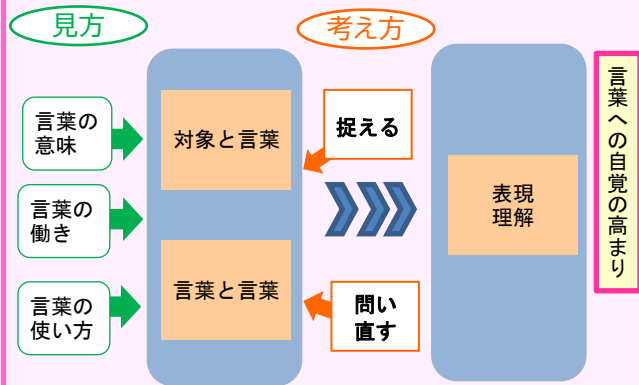 見方
考え方
言葉の
意味
言葉の
働き
言葉の
使い方
対象と言葉
言葉と言葉
捉える
問い
直す
表現
理解
言葉への自覚の高まり